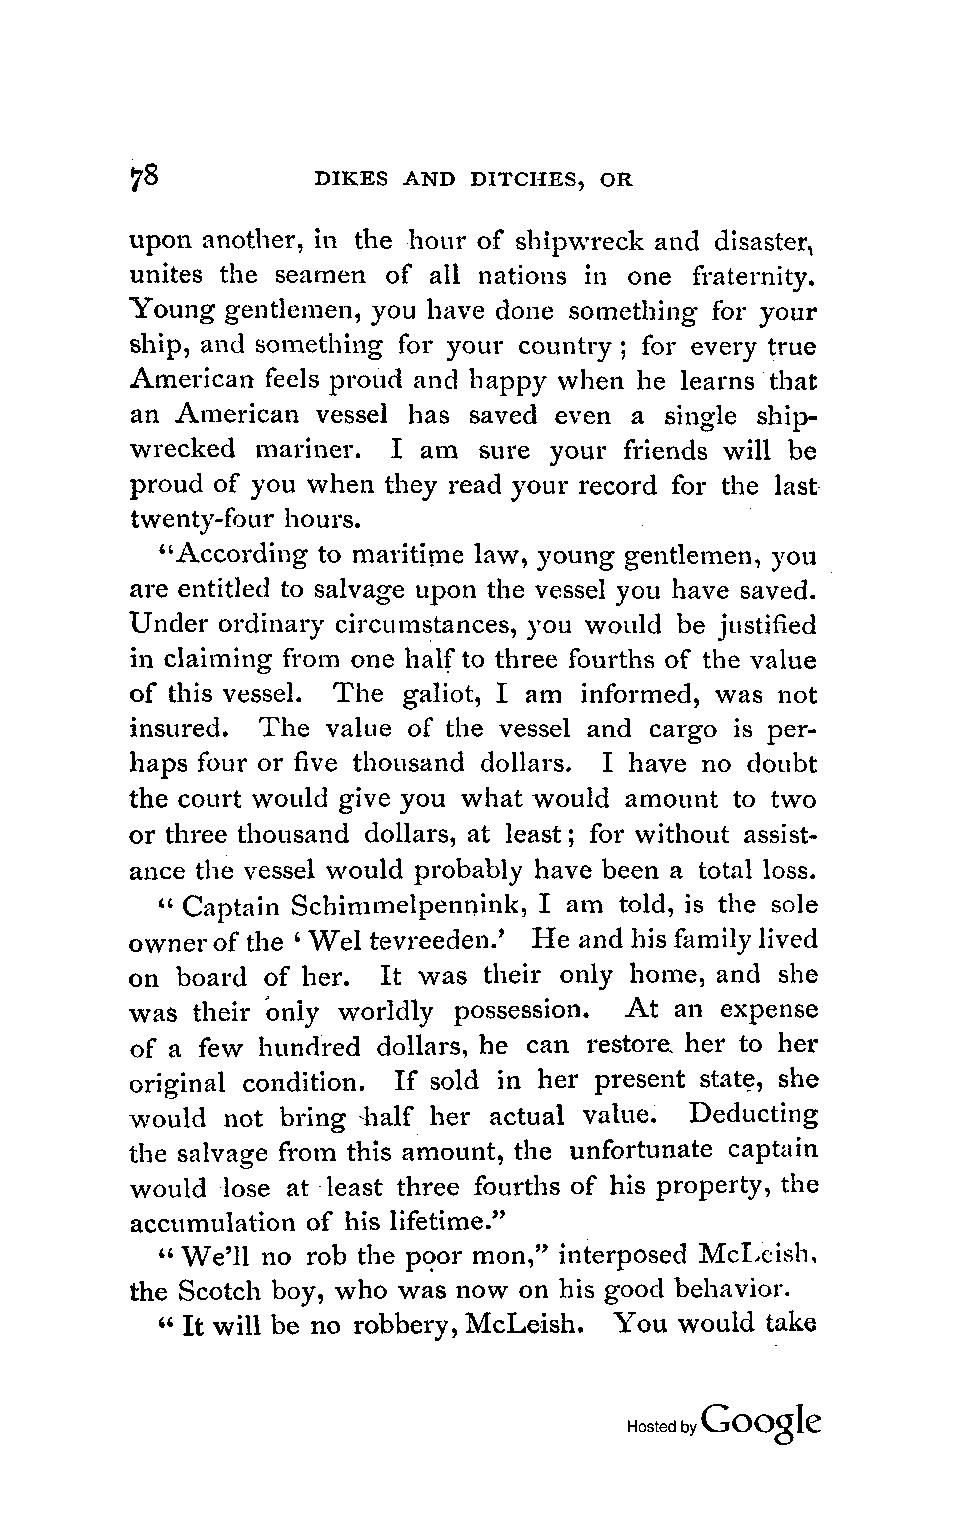 78 DIKES AND DITCHES, OR
upon another, in the hour of shipwreck and disaster,
unites the seamen of all nations in one fraternity.
Young gentlemen, you have done something for your
ship, and something for your country; for every true
American feels proud and happy when he learns that
an American vessel has saved even a single ship-
wrecked mariner. I am sure your friends will be
proud of you when they read your record for the last
twenty-four hours.
“According to maritime law, young gentlemen, you
are entitled to salvage upon the vessel you have saved.
Under ordinary circumstances, you would be justified
in claiming from one half to three fourths of the value
of this vessel. The galiot, I am informed, was not
insured. The value of the vessel and cargo is per-
haps four or five thousand dollars. I have no doubt
the court would give you what would amount to two
or three thousand dollars, at least; for without assist-
ance the vessel would probably have been a total loss.
“Captain Schimmelpennink, I am told, is the sole
owner of the ‘Wel tevreeden.’ He and his family lived
on board of her. It was their only home, and she
was their only worldly possession. At an expense
of a few hundred dollars, he can restore her to her
original condition. If sold in her present state, she
would not bring half her actual value. Deducting
the salvage from this amount, the unfortunate captain
would lose at least three fourths of his property, the
accumulation of his lifetime.”
“We’ll no rob the poor mon,” interposed McLeish,
the Scotch boy, who was now on his good behavior.
“It will be no robbery, McLeish. You would take
Hosted by Google